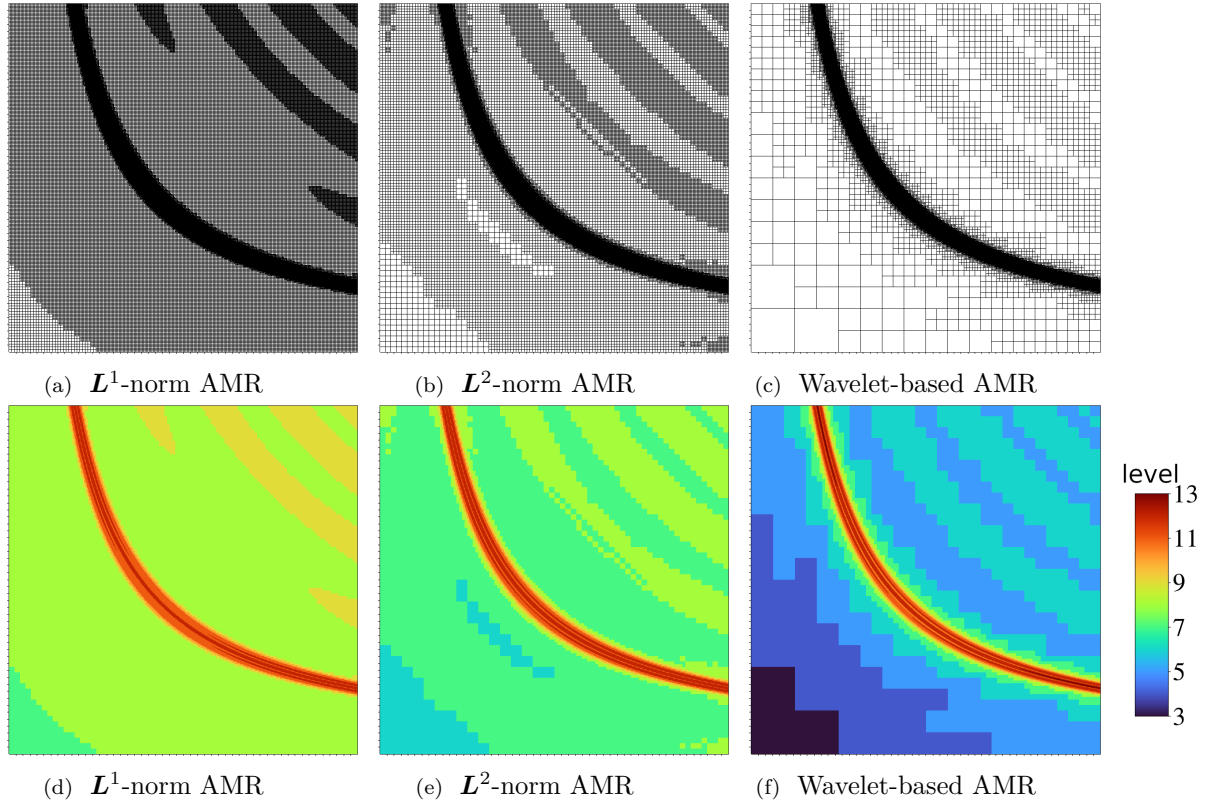 (a) L¹-norm AMR
(b) L²-norm AMR
(c) Wavelet-based AMR
level
13
11
9
7
5
3
(d) L¹-norm AMR
(e) L²-norm AMR
(f) Wavelet-based AMR